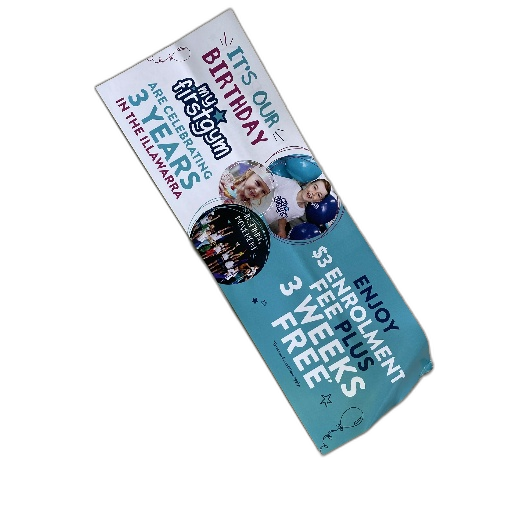 IT'S OUR
BIRTHDAY
my
firstgym
ARE CELEBRATING
3 YEARS
IN THE ILLAWARRA
ENJOY
$3 ENROLMENT
FEE PLUS
3 WEEKS
FREE*